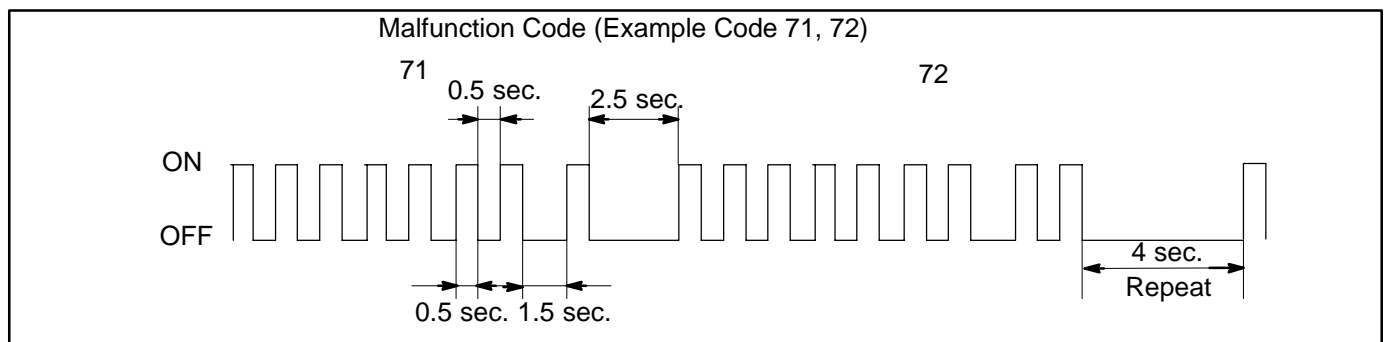 Malfunction Code (Example Code 71, 72)
71
72
0.5 sec.
2.5 sec.
ON
OFF
4 sec.
Repeat
0.5 sec.
1.5 sec.